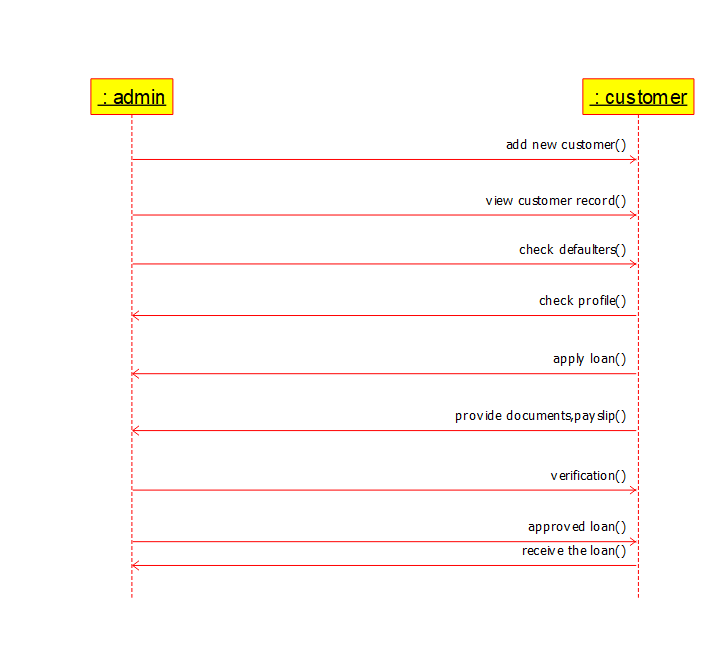 : admin
: customer
add new customer()
view customer record()
check defaulters()
check profile()
apply loan()
provide documents,payslip()
verification()
approved loan()
receive the loan()